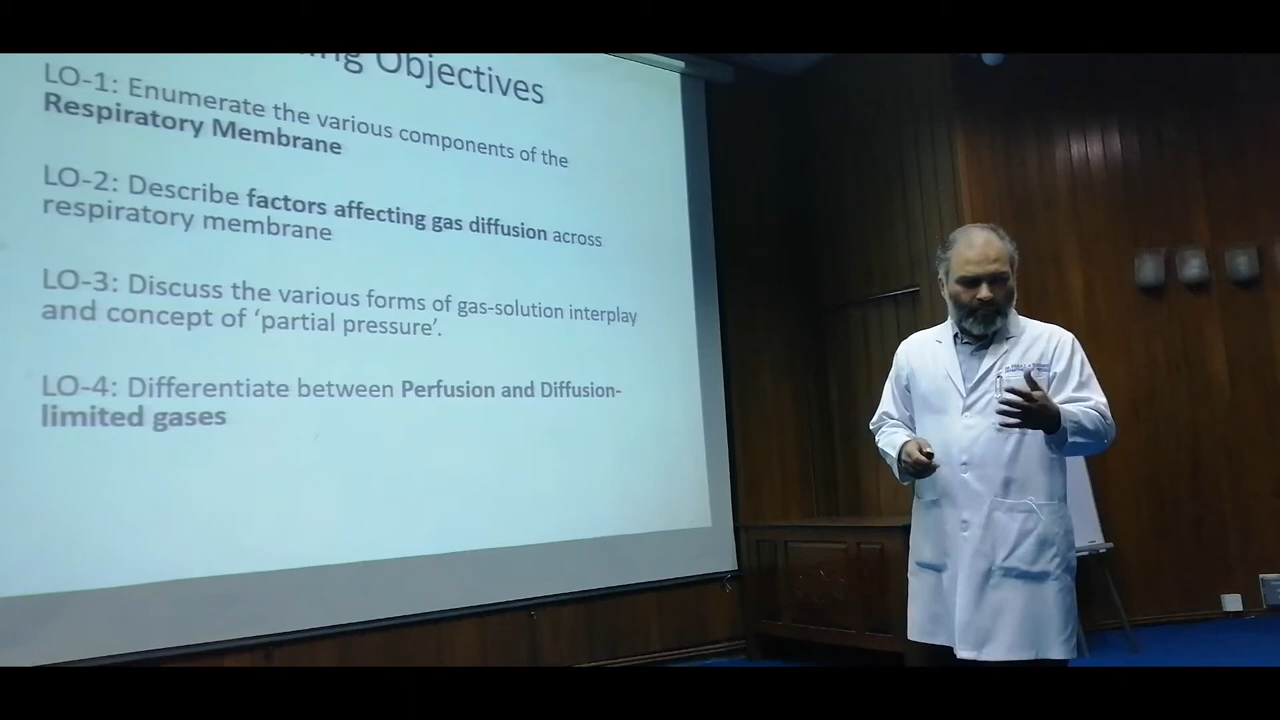 Objectives
LO-1: Enumerate the various components of the
Respiratory Membrane
LO-2: Describe factors affecting gas diffusion across
respiratory membrane
LO-3: Discuss the various forms of gas-solution interplay
and concept of ‘partial pressure’.
LO-4: Differentiate between Perfusion and Diffusion-
limited gases